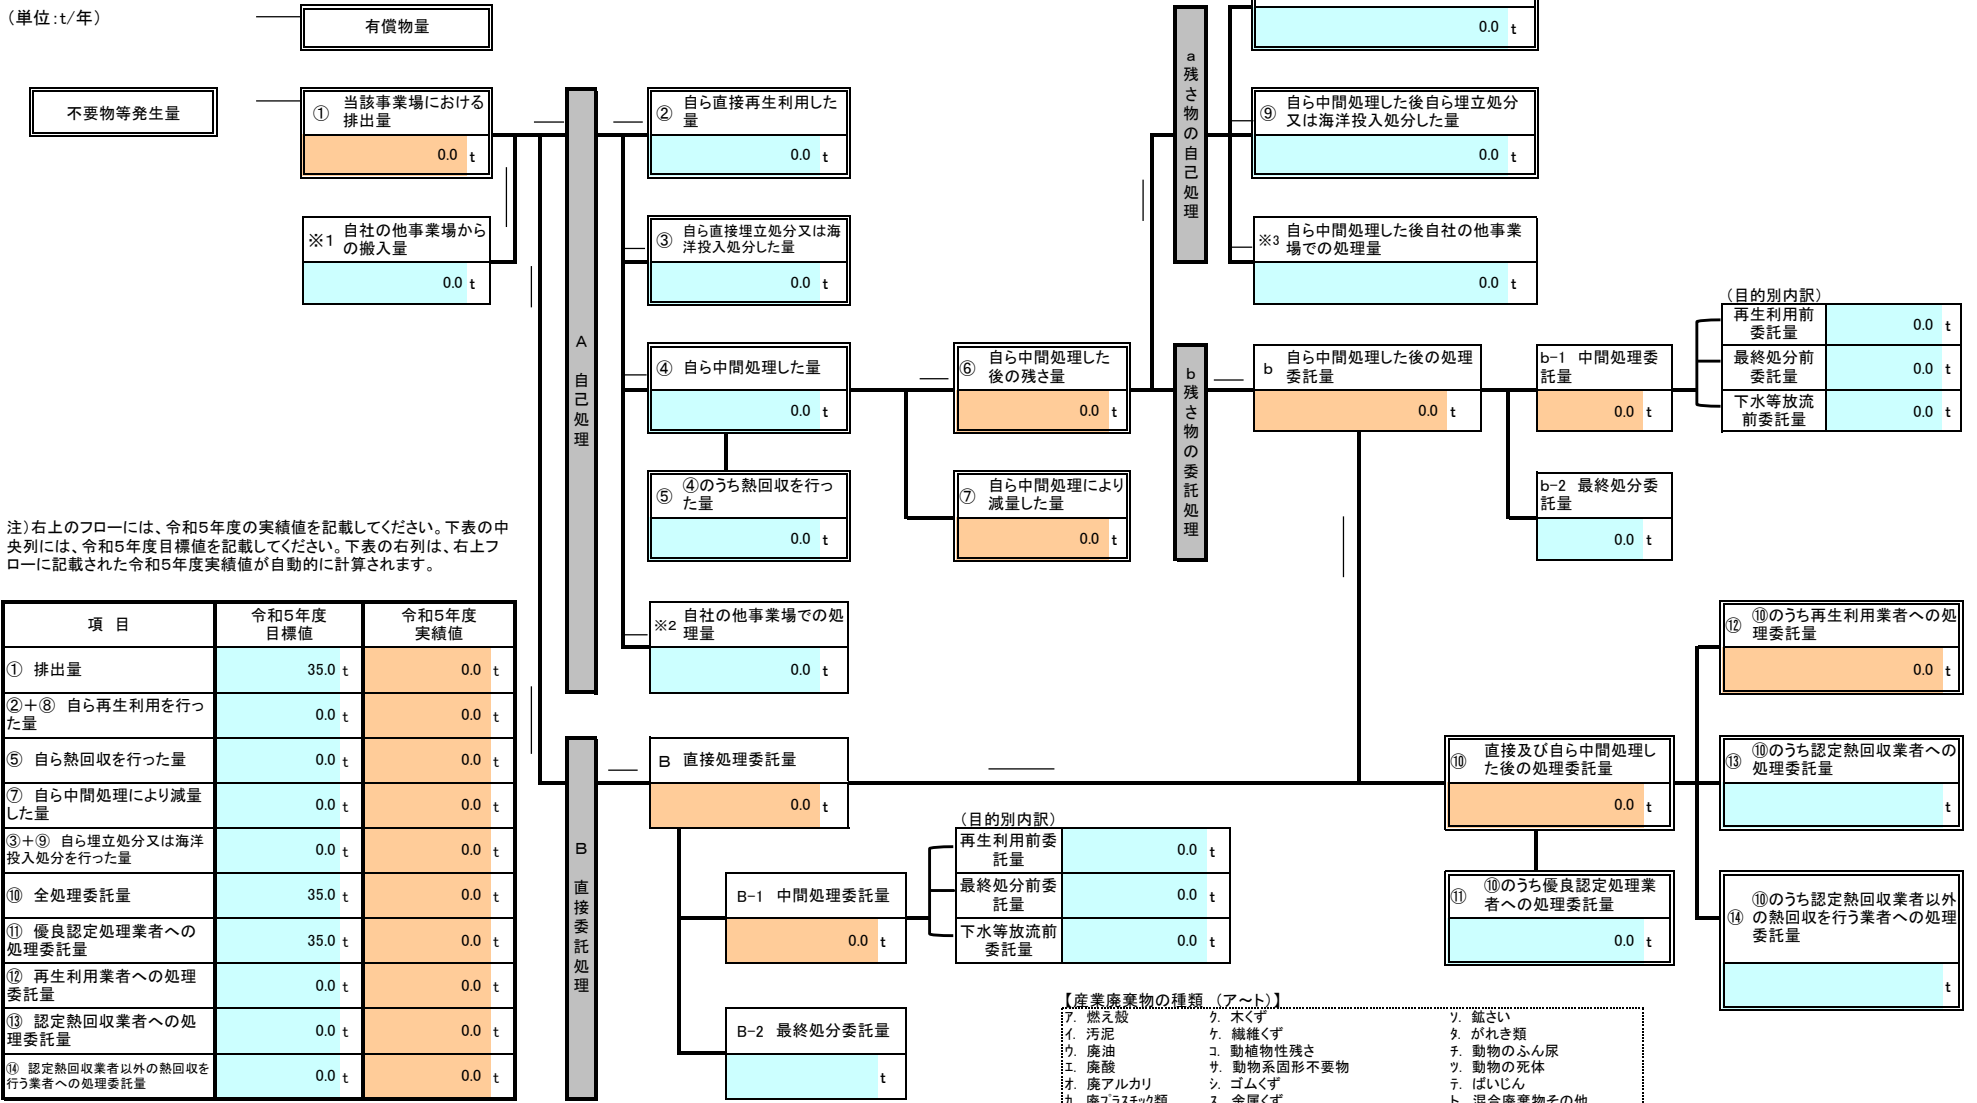 (単位:t/年)
有償物量
0.0 t
不要物等発生量
① 当該事業場における
排出量
0.0 t
※1 自社の他事業場から
の搬入量
0.0 t
A 自己処理
② 自ら直接再生利用した
量
0.0 t
③ 自ら直接埋立処分又は海
洋投入処分した量
0.0 t
④ 自ら中間処理した量
0.0 t
⑤ ④のうち熱回収を行っ
た量
0.0 t
※2 自社の他事業場での処
理量
0.0 t
⑥ 自ら中間処理した
後の残さ量
0.0 t
⑦ 自ら中間処理により
減量した量
0.0 t
a 残さ物の自己処理
⑨ 自ら中間処理した後自ら埋立処分
又は海洋投入処分した量
0.0 t
※3 自ら中間処理した後自社の他事業
場での処理量
0.0 t
b 残さ物の委託処理
b 自ら中間処理した後の処理
委託量
0.0 t
b-1 中間処理委
託量
0.0 t
b-2 最終処分委
託量
0.0 t
(目的別内訳)
再生利用前
委託量
0.0 t
最終処分前
委託量
0.0 t
下水等放流
前委託量
0.0 t
注)右上のフローには、令和5年度の実績値を記載してください。下表の中
央列には、令和5年度目標値を記載してください。下表の右列は、右上フ
ローに記載された令和5年度実績値が自動的に計算されます。
項 目 令和5年度
目標値 令和5年度
実績値
① 排出量 35.0 t 0.0 t
②+⑧ 自ら再生利用を行っ
た量 0.0 t 0.0 t
⑤ 自ら熱回収を行った量 0.0 t 0.0 t
⑦ 自ら中間処理により減量
した量 0.0 t 0.0 t
③+⑨ 自ら埋立処分又は海洋
投入処分を行った量 0.0 t 0.0 t
⑩ 全処理委託量 35.0 t 0.0 t
⑪ 優良認定処理業者への
処理委託量 35.0 t 0.0 t
⑫ 再生利用業者への処理
委託量 0.0 t 0.0 t
⑬ 認定熱回収業者への処
理委託量 0.0 t 0.0 t
⑭ 認定熱回収業者以外の熱回収を
行う業者への処理委託量 0.0 t 0.0 t
B 直接委託処理
B 直接処理委託量
0.0 t
B-1 中間処理委託量
0.0 t
B-2 最終処分委託量
t
(目的別内訳)
再生利用前委
託量
0.0 t
最終処分前委
託量
0.0 t
下水等放流前
委託量
0.0 t
⑩ 直接及び自ら中間処理し
た後の処理委託量
0.0 t
⑪ ⑩のうち優良認定処理業
者への処理委託量
0.0 t
⑫ ⑩のうち再生利用業者への処
理委託量
0.0 t
⑬ ⑩のうち認定熱回収業者への
処理委託量
t
⑭ ⑩のうち認定熱回収業者以外
の熱回収を行う業者への処理
委託量
t
【産業廃棄物の種類 (ア~ト)】
ア. 燃え殻 ク. 木くず ソ. 鉱さい
イ. 汚泥 ケ. 繊維くず タ. がれき類
ウ. 廃油 コ. 動植物性残さ チ. 動物のふん尿
エ. 廃酸 サ. 動物系固形不要物 ツ. 動物の死体
オ. 廃アルカリ シ. ゴムくず テ. ばいじん
カ. 廃プラスチック類 ス. 金属くず ト. 混合廃棄物その他